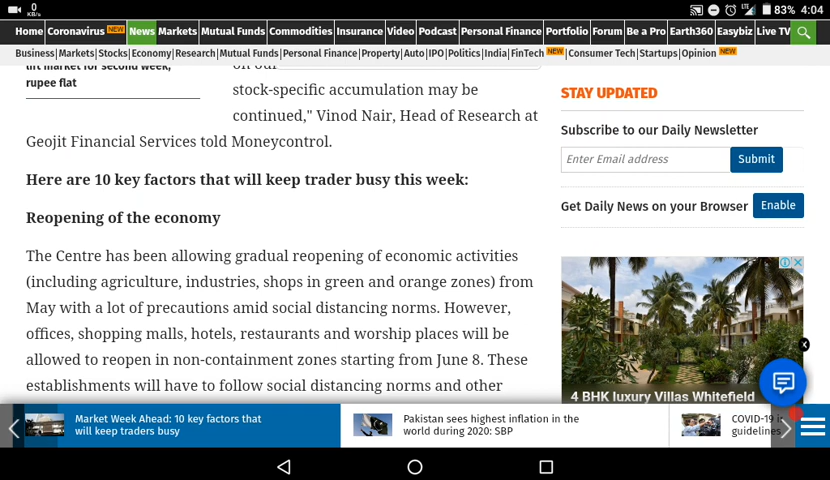 0
KB/s
LTE
83% 4:04
Home Coronavirus NEW News Markets Mutual Funds Commodities Insurance Video Podcast Personal Finance Portfolio Forum Be a Pro Earth360 Easybiz Live TV
Business| Markets| Stocks| Economy| Research| Mutual Funds| Personal Finance| Property| Auto| IPO| Politics| India| FinTech NEW | Consumer Tech| Startups| Opinion NEW
lift market for second week,
rupee flat
on our
stock-specific accumulation may be
continued," Vinod Nair, Head of Research at
Geojit Financial Services told Moneycontrol.
Here are 10 key factors that will keep trader busy this week:
Reopening of the economy
The Centre has been allowing gradual reopening of economic activities
(including agriculture, industries, shops in green and orange zones) from
May with a lot of precautions amid social distancing norms. However,
offices, shopping malls, hotels, restaurants and worship places will be
allowed to reopen in non-containment zones starting from June 8. These
establishments will have to follow social distancing norms and other
STAY UPDATED
Subscribe to our Daily Newsletter
Enter Email address Submit
Get Daily News on your Browser Enable
4 BHK luxury Villas Whitefield
Market Week Ahead: 10 key factors that
will keep traders busy
Pakistan sees highest inflation in the
world during 2020: SBP
COVID-19
guidelines